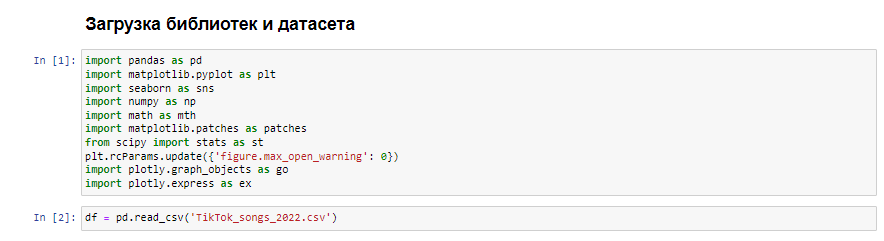 Загрузка библиотек и датасета
In [1]: import pandas as pd
import matplotlib.pyplot as plt
import seaborn as sns
import numpy as np
import math as mth
import matplotlib.patches as patches
from scipy import stats as st
plt.rcParams.update({'figure.max_open_warning': 0})
import plotly.graph_objects as go
import plotly.express as ex
In [2]: df = pd.read_csv('TikTok_songs_2022.csv')